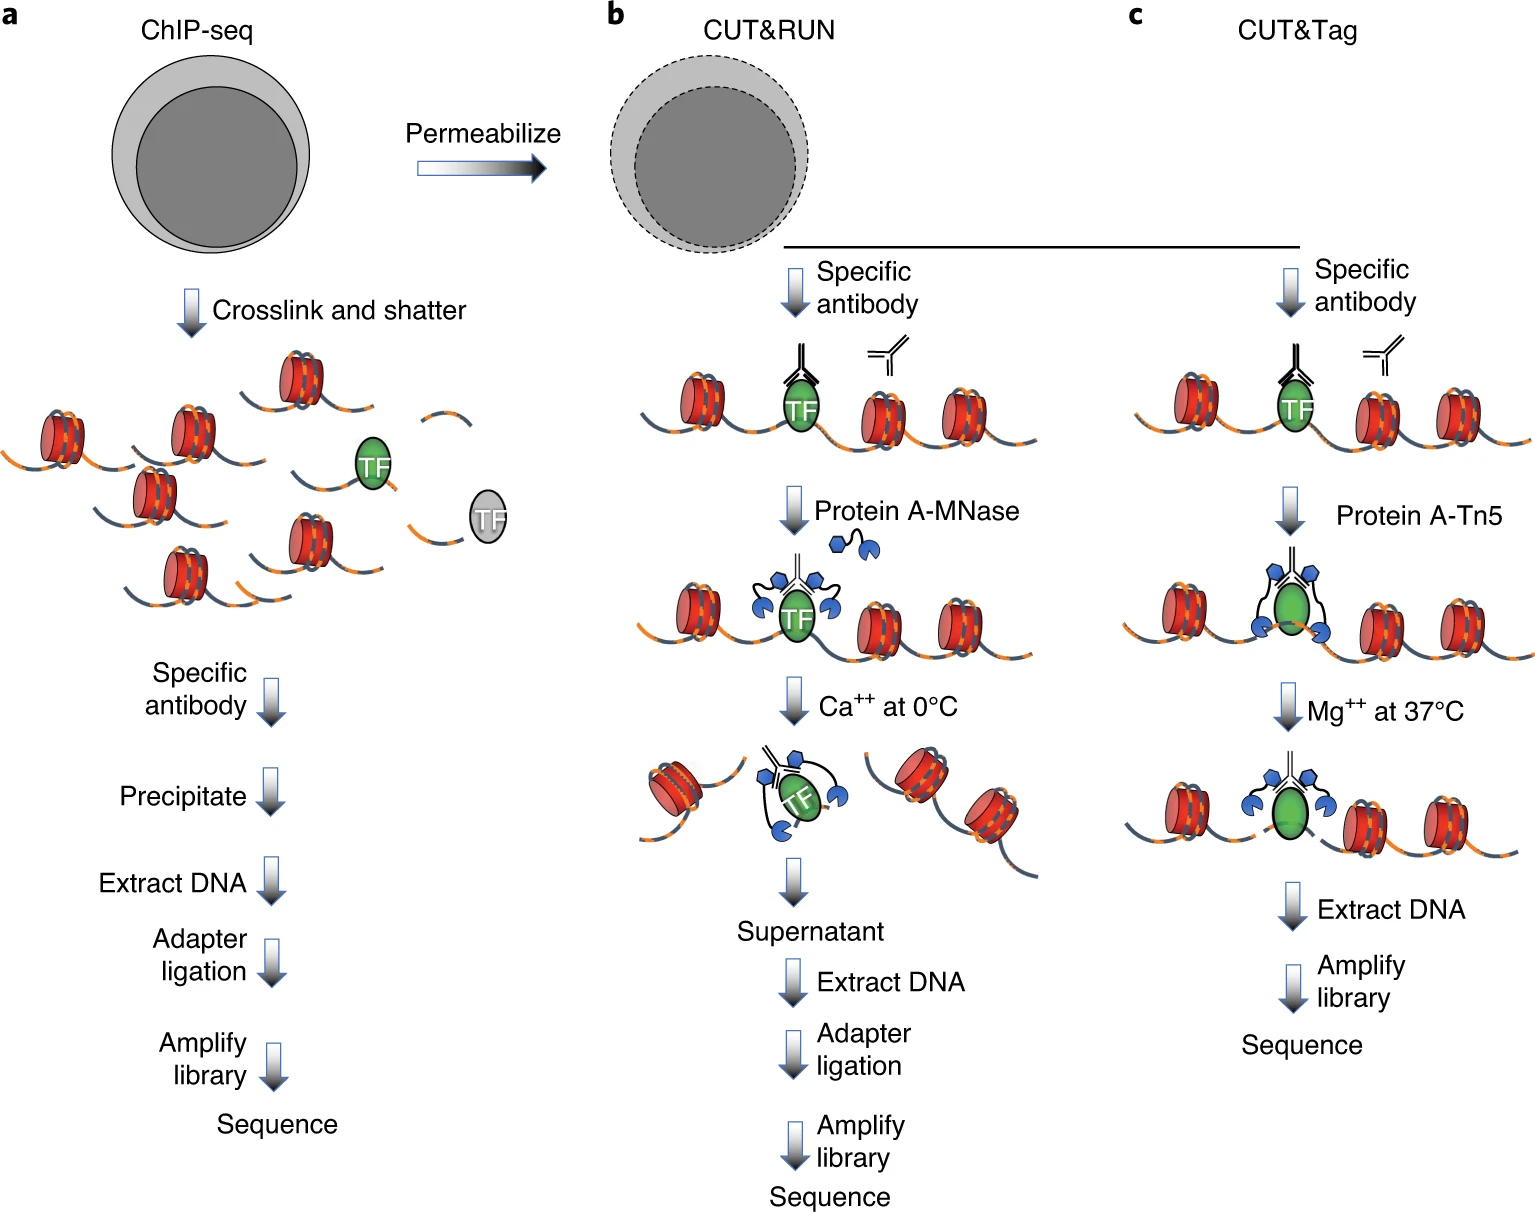 a
ChIP-seq
Crosslink and shatter
TF
TF
Specific
antibody
Precipitate
Extract DNA
Adapter
ligation
Amplify
library
Sequence
Permeabilize
b
CUT&RUN
Specific
antibody
TF
Protein A-MNase
TF
Ca++ at 0°C
TF
Supernatant
Extract DNA
Adapter
ligation
Amplify
library
Sequence
c
CUT&Tag
Specific
antibody
TF
Protein A-Tn5
Mg++ at 37°C
Extract DNA
Amplify
library
Sequence